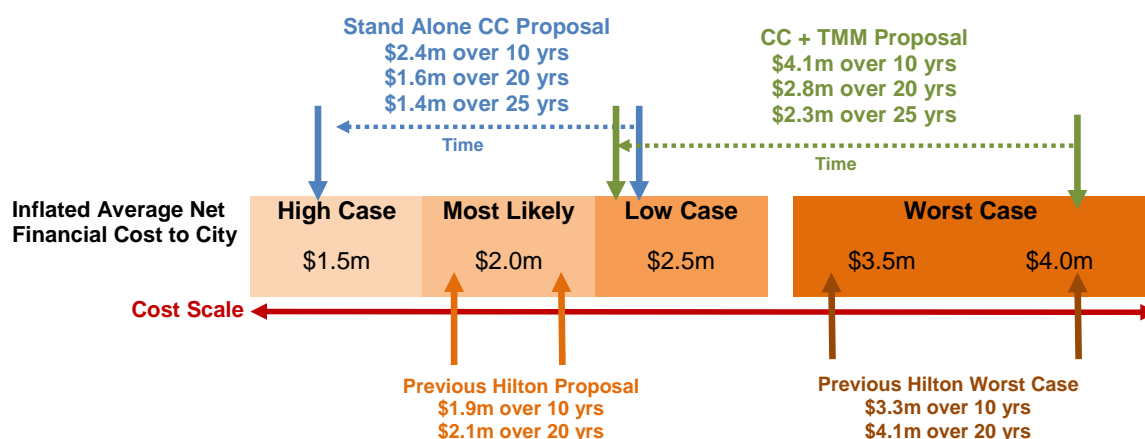 Stand Alone CC Proposal
$2.4m over 10 yrs
$1.6m over 20 yrs
$1.4m over 25 yrs
Time
CC + TMM Proposal
$4.1m over 10 yrs
$2.8m over 20 yrs
$2.3m over 25 yrs
Time
Inflated Average Net
Financial Cost to City
High Case
Most Likely
Low Case
Worst Case
$1.5m
$2.0m
$2.5m
$3.5m
$4.0m
Cost Scale
Previous Hilton Proposal
$1.9m over 10 yrs
$2.1m over 20 yrs
Previous Hilton Worst Case
$3.3m over 10 yrs
$4.1m over 20 yrs